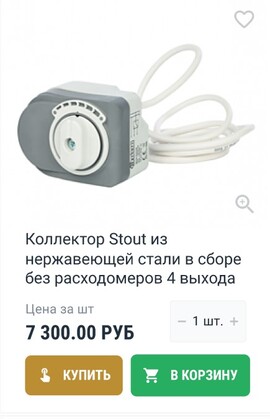 Коллектор Stout из
нержавеющей стали в сборе
без расходомеров 4 выхода
Цена за шт
7 300.00 РУБ
− 1 шт. +
КУПИТЬ
В КОРЗИНУ